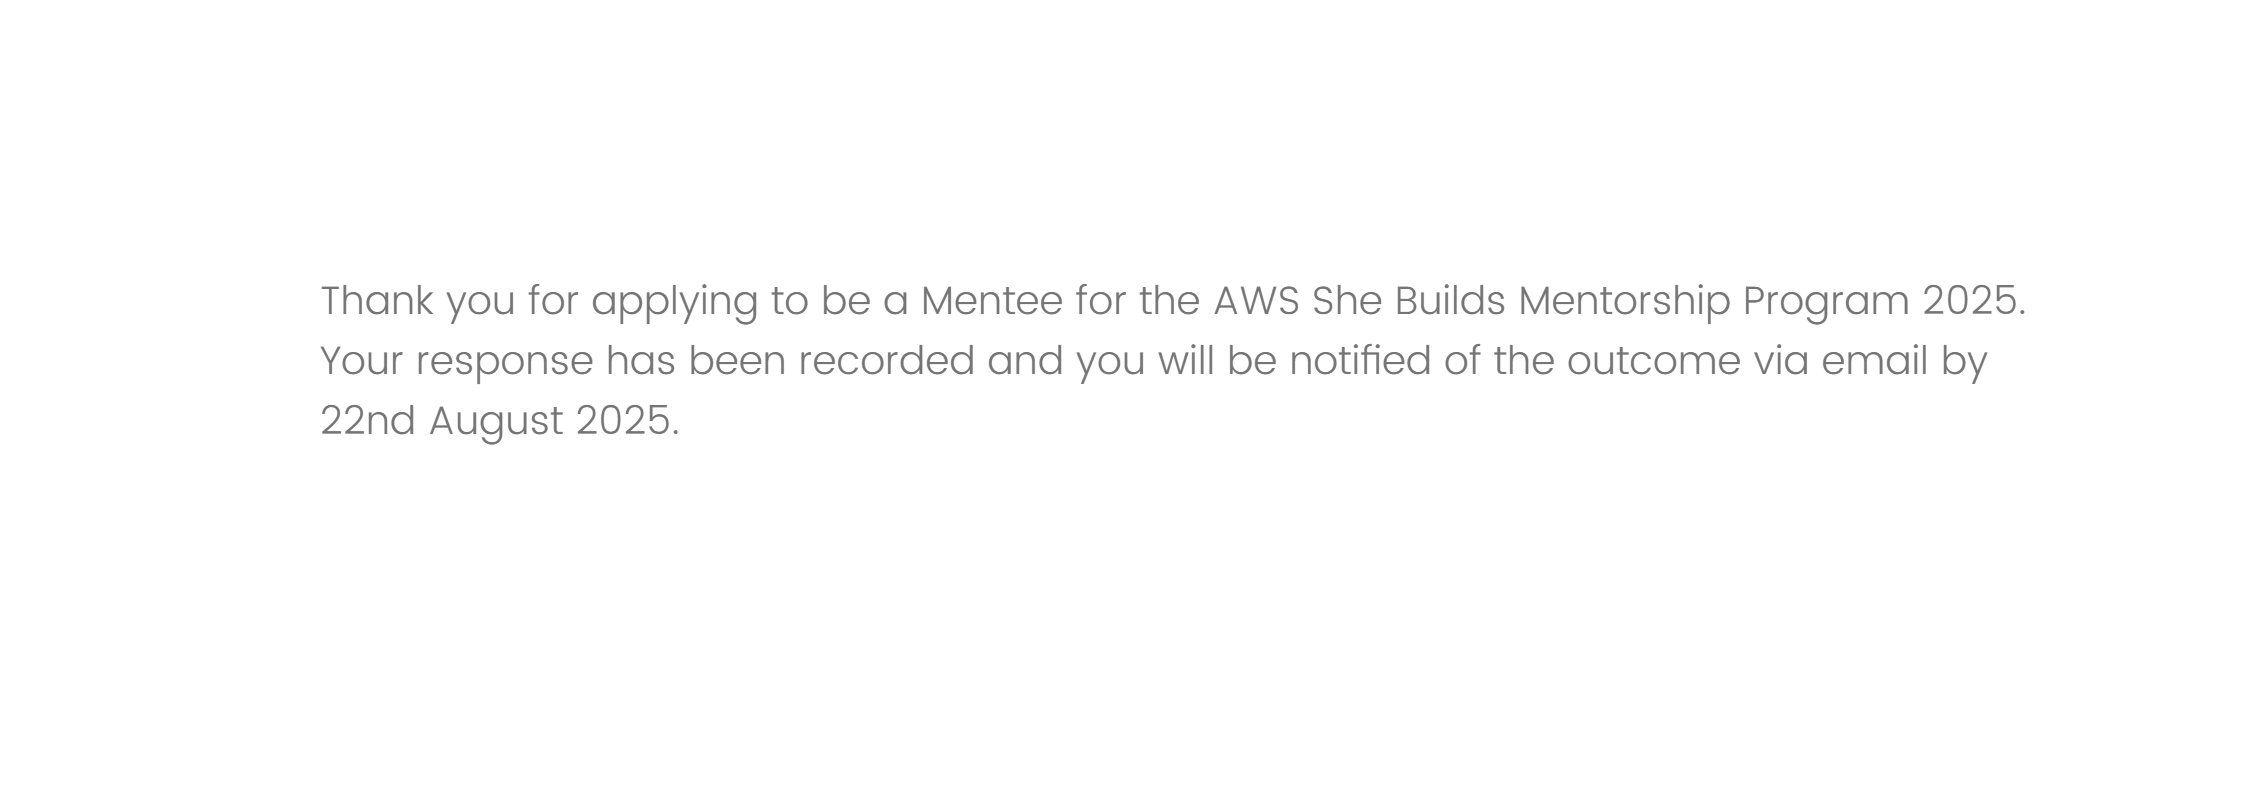 Thank you for applying to be a Mentee for the AWS She Builds Mentorship Program 2025.
Your response has been recorded and you will be notified of the outcome via email by
22nd August 2025.